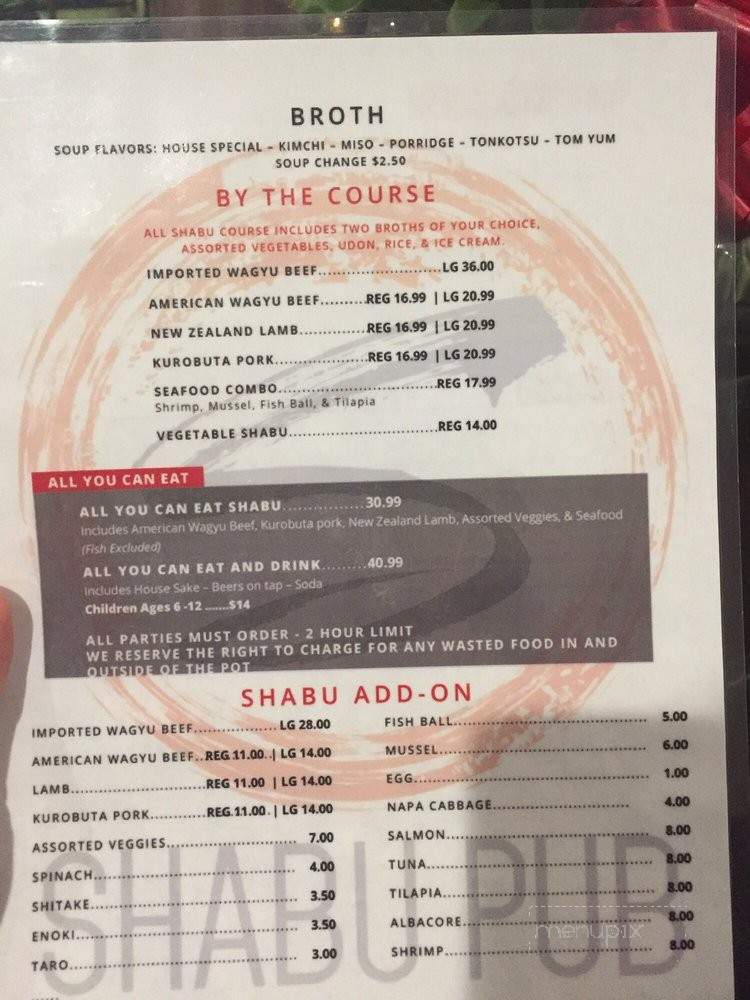 BROTH
SOUP FLAVORS: HOUSE SPECIAL – KIMCHI – MISO – PORRIDGE – TONKOTSU – TOM YUM
SOUP CHANGE $2.50
BY THE COURSE
ALL SHABU COURSE INCLUDES TWO BROTHS OF YOUR CHOICE,
ASSORTED VEGETABLES, UDON, RICE, & ICE CREAM.
IMPORTED WAGYU BEEF..........................LG 36.00
AMERICAN WAGYU BEEF..........REG 16.99 | LG 20.99
NEW ZEALAND LAMB..............REG 16.99 | LG 20.99
KUROBUTA PORK...................REG 16.99 | LG 20.99
SEAFOOD COMBO.................................REG 17.99
Shrimp, Mussel, Fish Ball, & Tilapia
VEGETABLE SHABU...............................REG 14.00
ALL YOU CAN EAT
ALL YOU CAN EAT SHABU.................30.99
Includes American Wagyu Beef, Kurobuta pork, New Zealand Lamb, Assorted Veggies, & Seafood
(Fish Excluded)
ALL YOU CAN EAT AND DRINK.........40.99
Includes House Sake – Beers on tap – Soda
Children Ages 6 -12 .......$14
ALL PARTIES MUST ORDER - 2 HOUR LIMIT
WE RESERVE THE RIGHT TO CHARGE FOR ANY WASTED FOOD IN AND
OUTSIDE OF THE POT
SHABU ADD-ON
IMPORTED WAGYU BEEF.................. LG 28.00
AMERICAN WAGYU BEEF..REG 11.00 .| LG 14.00
LAMB.............................REG 11.00 | LG 14.00
KUROBUTA PORK............REG 11.00 .| LG 14.00
ASSORTED VEGGIES............................ 7.00
SPINACH........................................... 4.00
SHITAKE............................................ 3.50
ENOKI............................................... 3.50
TARO................................................ 3.00
FISH BALL.......................................... 5.00
MUSSEL............................................. 6.00
EGG.................................................. 1.00
NAPA CABBAGE.............................. 4.00
SALMON........................................... 8.00
TUNA................................................ 8.00
TILAPIA............................................. 8.00
ALBACORE........................................ 8.00
SHRIMP............................................. 8.00
SHABU PUB
menupix